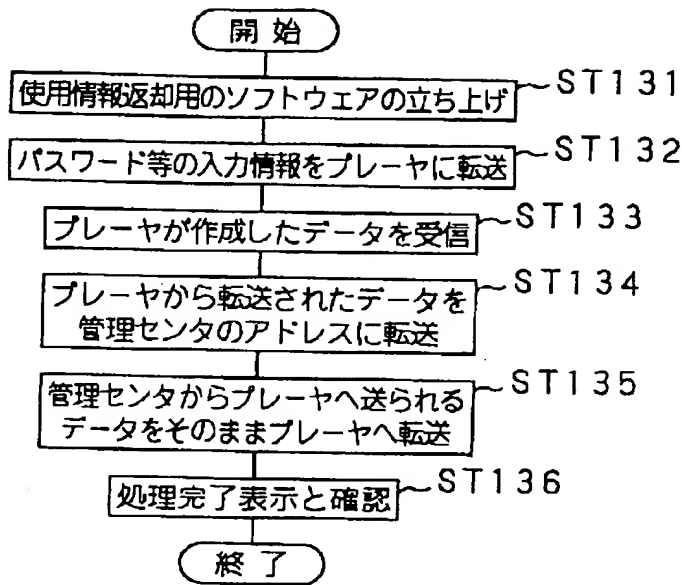 開始
使用情報返却用のソフトウェアの立ち上げ
ST131
パスワード等の入力情報をプレーヤに転送
ST132
プレーヤが作成したデータを受信
ST133
プレーヤから転送されたデータを
管理センタのアドレスに転送
ST134
管理センタからプレーヤへ送られる
データをそのままプレーヤへ転送
ST135
処理完了表示と確認
ST136
終了